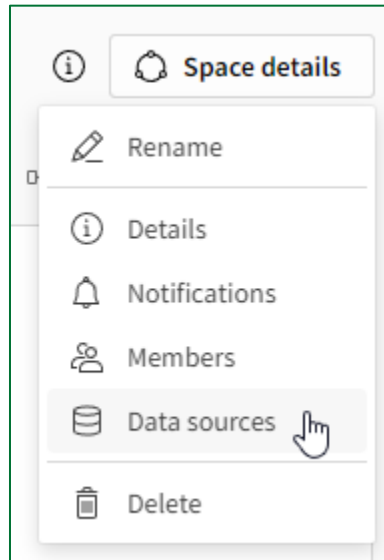 Space details
Rename
Details
Notifications
Members
Data sources
Delete